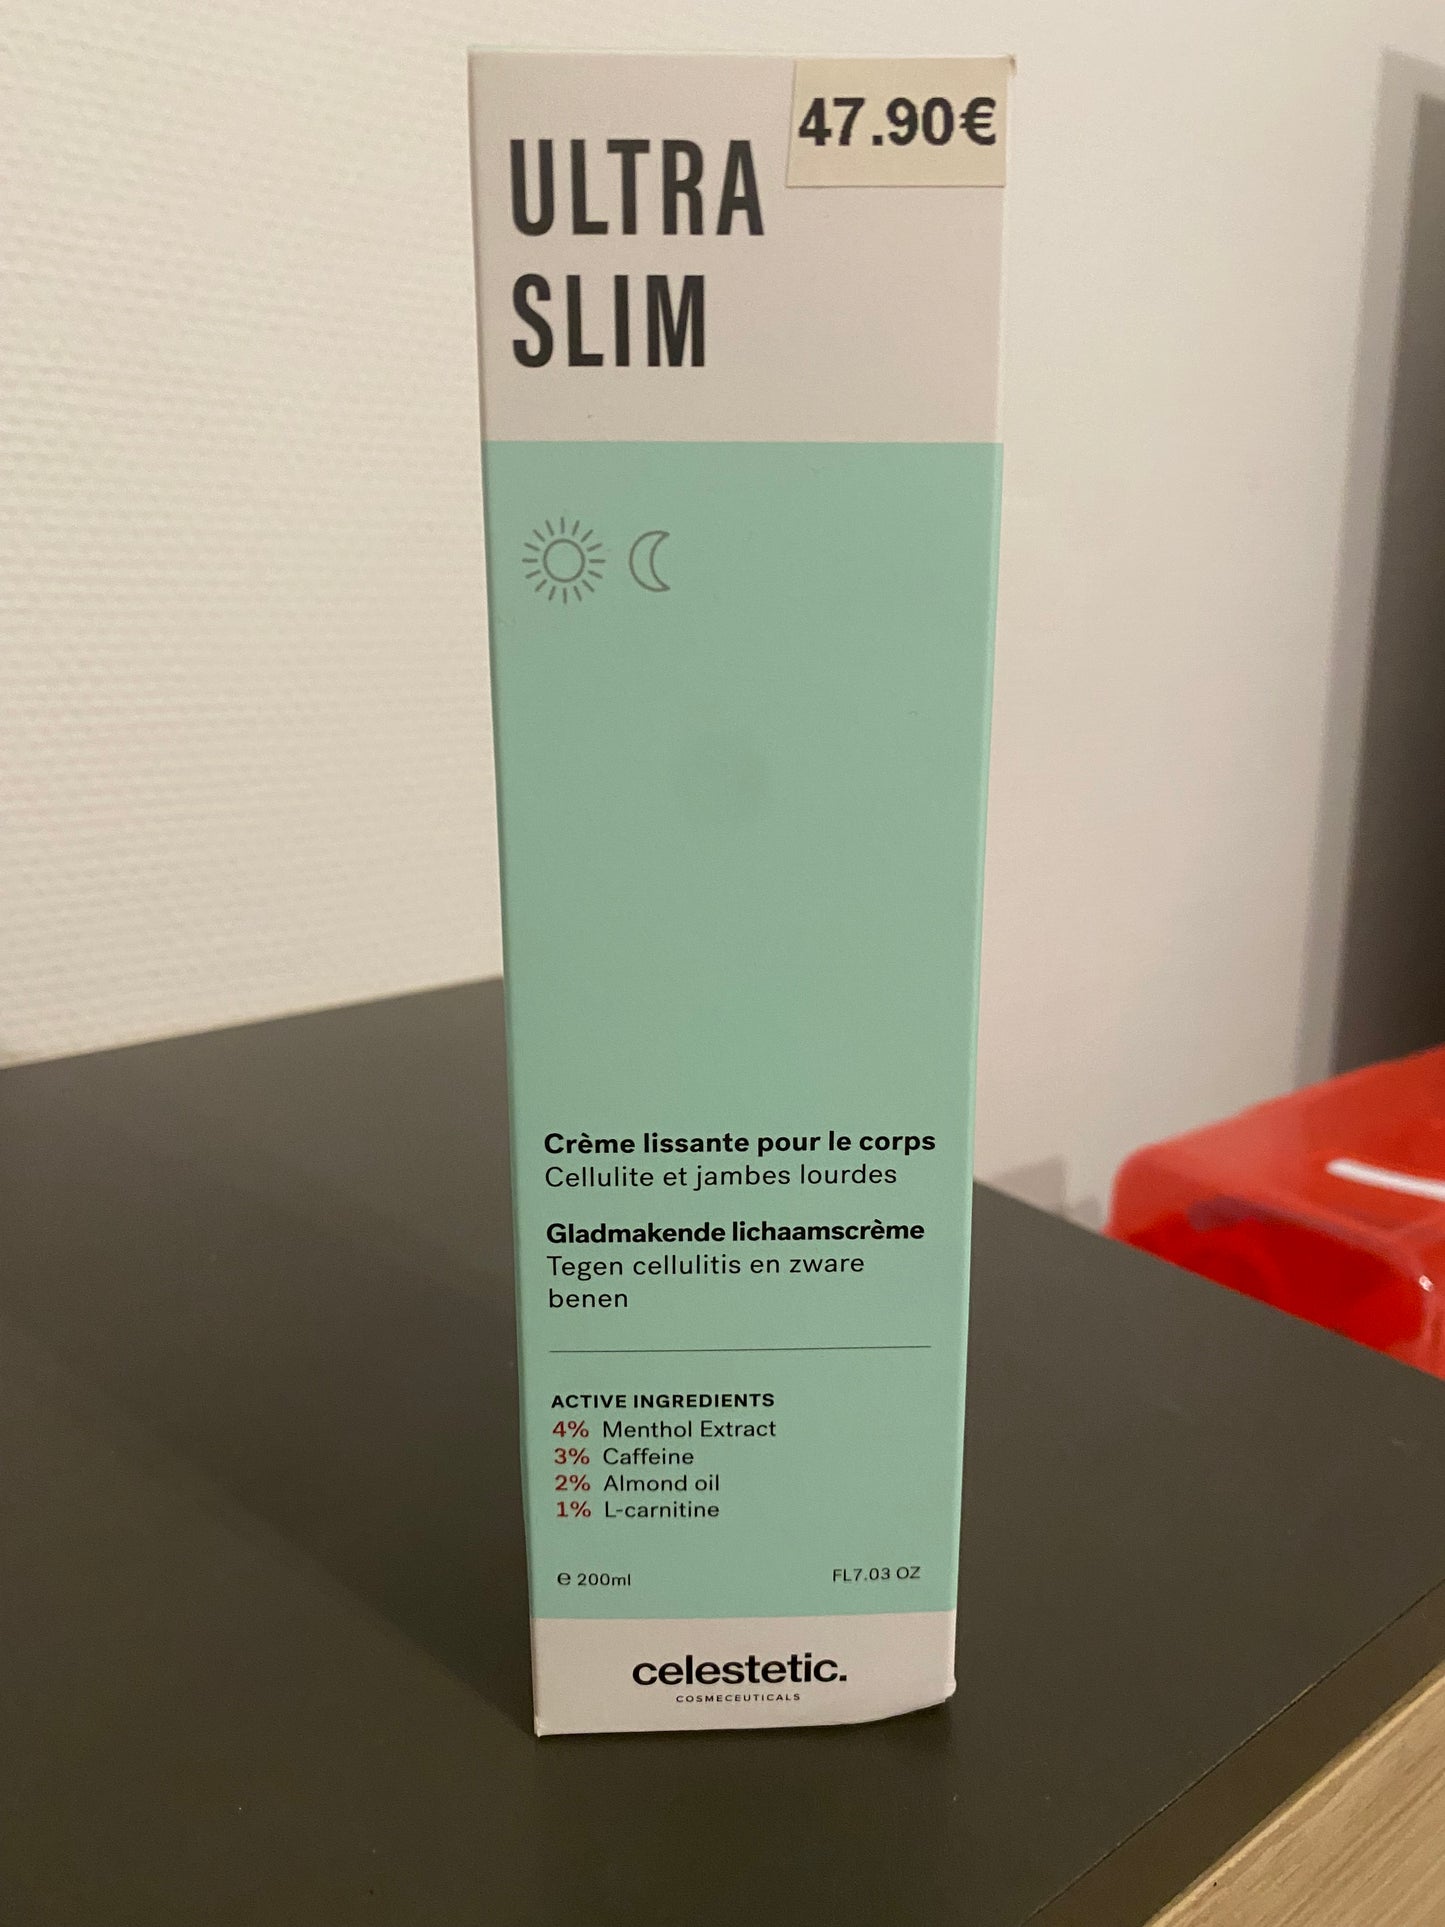 47.90€
ULTRA
SLIM
Crème lissante pour le corps
Cellulite et jambes lourdes
Gladmakende lichaamscrème
Tegen cellulitis en zware
benen
ACTIVE INGREDIENTS
4% Menthol Extract
3% Caffeine
2% Almond oil
1% L-carnitine
℮ 200ml FL7.03 OZ
celestetic.
COSMECEUTICALS